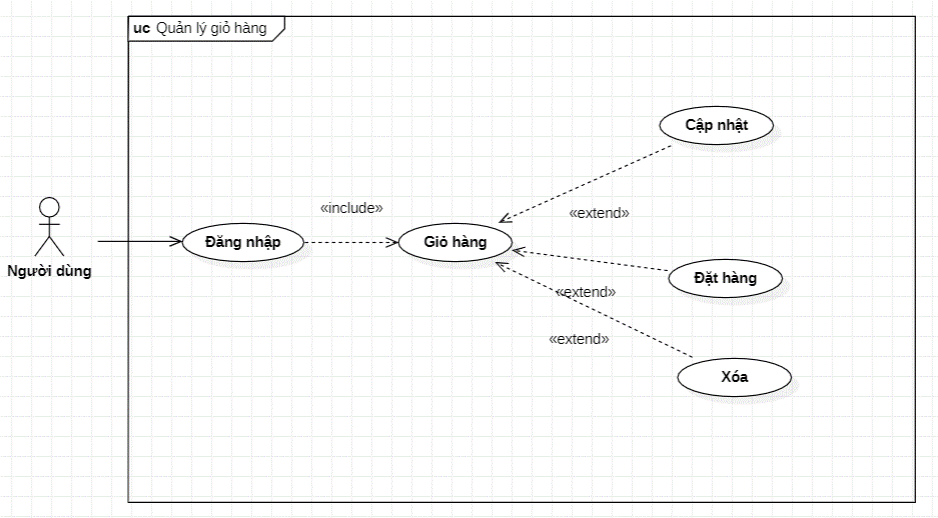 uc Quản lý giỏ hàng
Cập nhật
«include»
«extend»
Đăng nhập
Giỏ hàng
Người dùng
Đặt hàng
«extend»
«extend»
Xóa